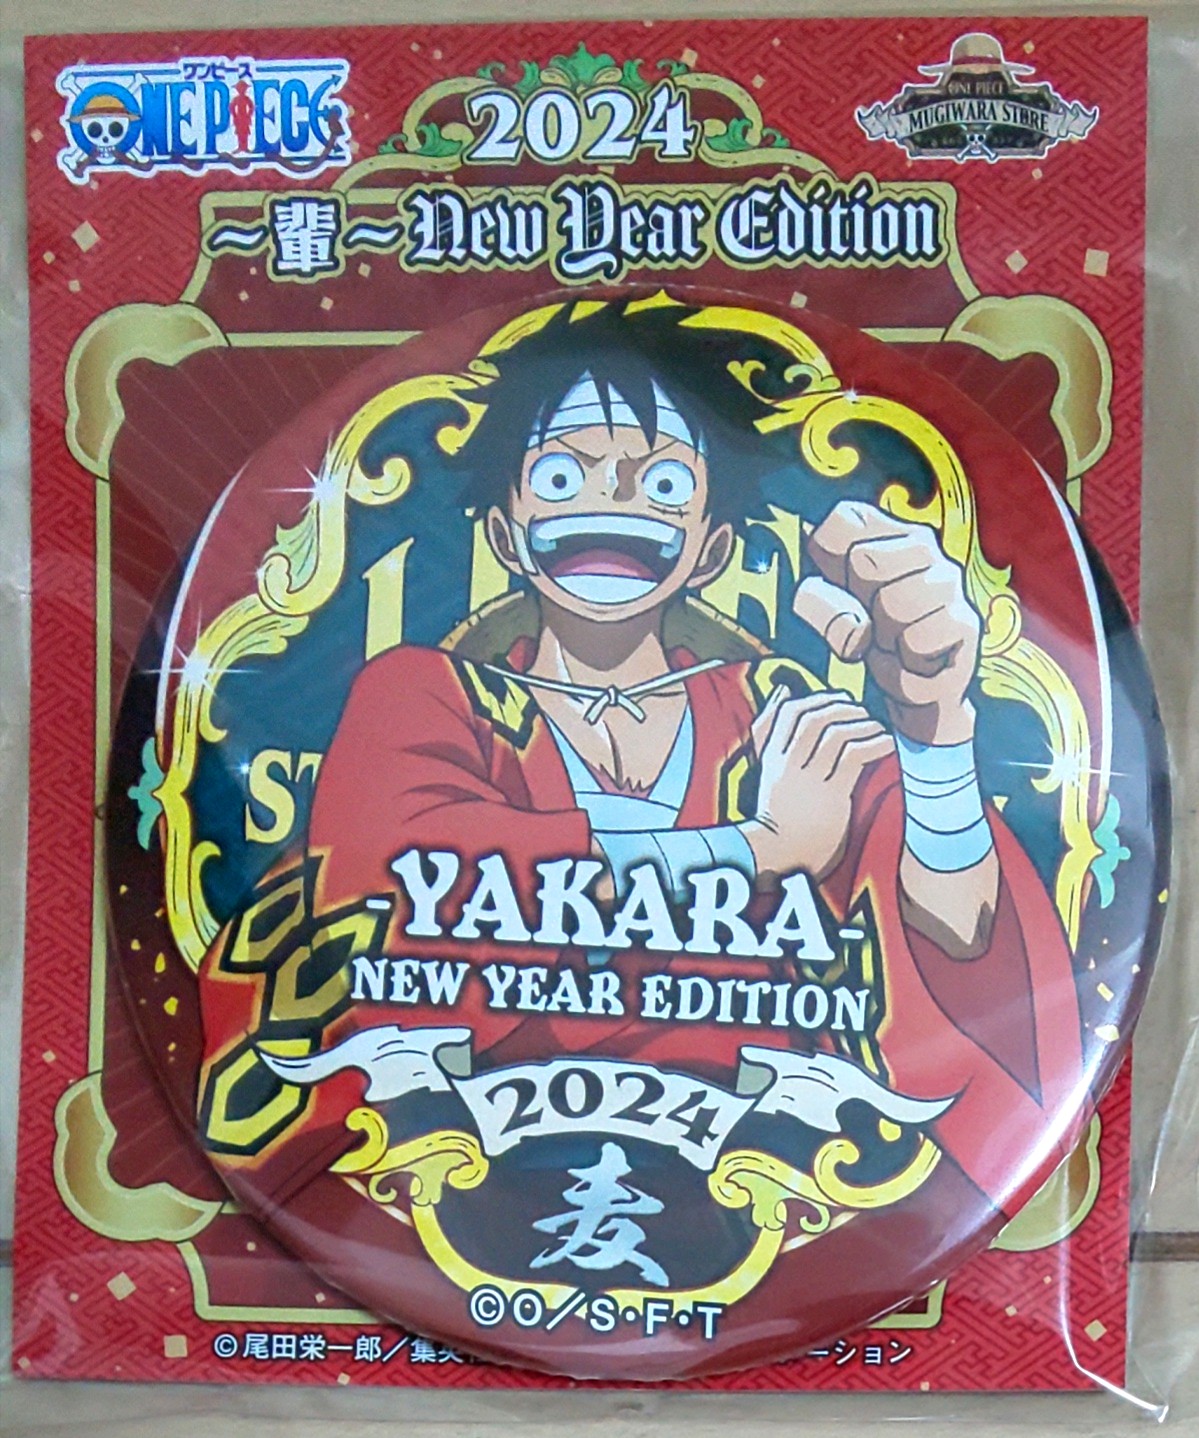 ワンピース
ONE PIECE
2024
ONE PIECE
MUGIWARA STORE
～輩～New Year Edition
ST
-YAKARA-
NEW YEAR EDITION
2024
麦
©O／S・F・T
©尾田栄一郎／集英
ーション